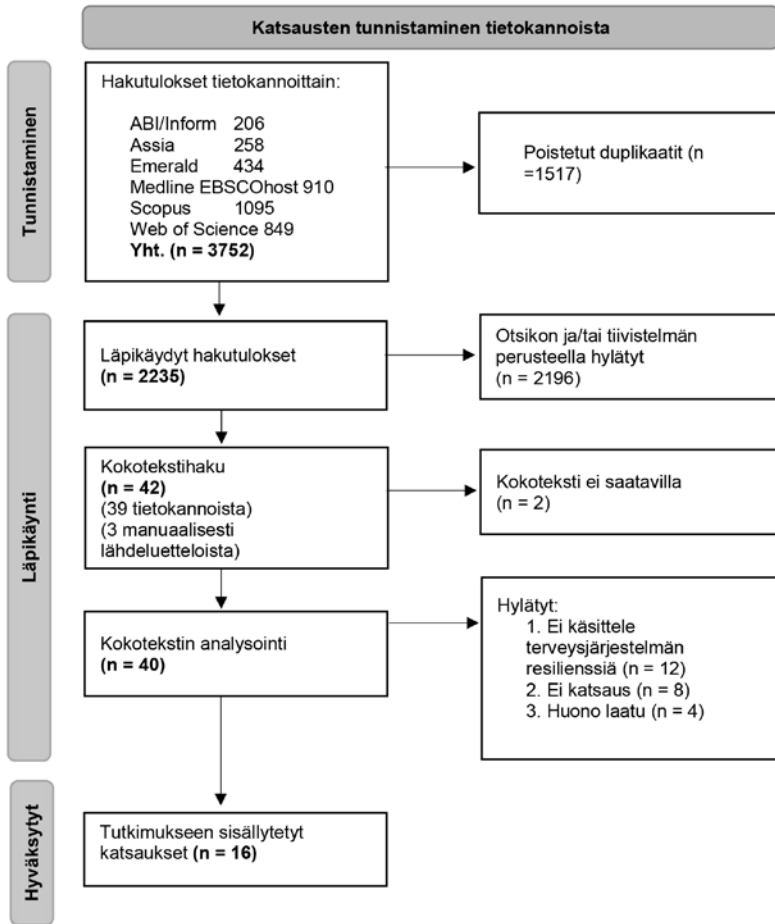 Katsausten tunnistaminen tietokannoista
Tunnistaminen
Hakutulokset tietokannoittain:
ABI/Inform 206
Assia 258
Emerald 434
Medline EBSCOhost 910
Scopus 1095
Web of Science 849
Yht. (n = 3752)
Poistetut duplikaatit (n
=1517)
Läpikäynti
Läpikäydyt hakutulokset
(n = 2235)
Otsikon ja/tai tiivistelmän
perusteella hylätyt
(n = 2196)
Kokotekstihaku
(n = 42)
(39 tietokannoista)
(3 manuaalisesti
lähdeluetteloista)
Kokoteksti ei saatavilla
(n = 2)
Kokotekstin analysointi
(n = 40)
Hylätyt:
1. Ei käsittele
terveysjärjestelmän
resilienssiä (n = 12)
2. Ei katsaus (n = 8)
3. Huono laatu (n = 4)
Hyväksytyt
Tutkimukseen sisällytetyt
katsaukset (n = 16)